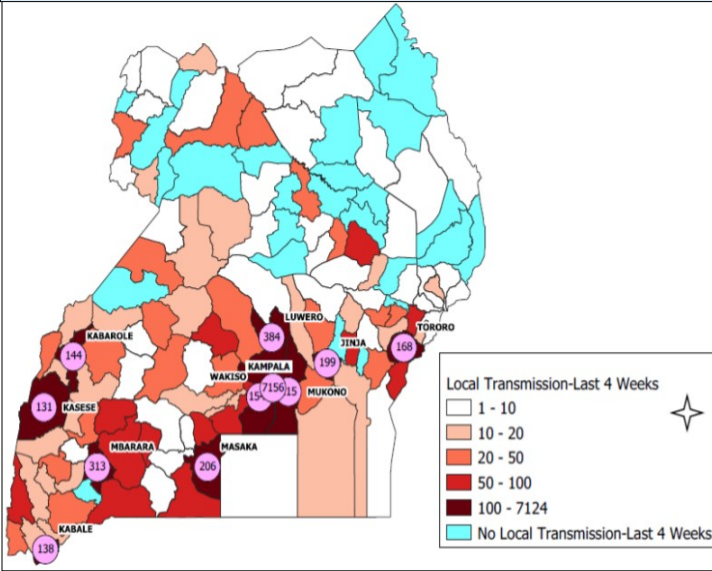 LUWERO
384
TORORO
168
KABAROLE
144
JINJA
199
KAMPALA
WAKISO
7156
15
MUKONO
131
KASESE
MBARARA
313
MASAKA
206
KABALE
138
Local Transmission-Last 4 Weeks
1 - 10
10 - 20
20 - 50
50 - 100
100 - 7124
No Local Transmission-Last 4 Weeks